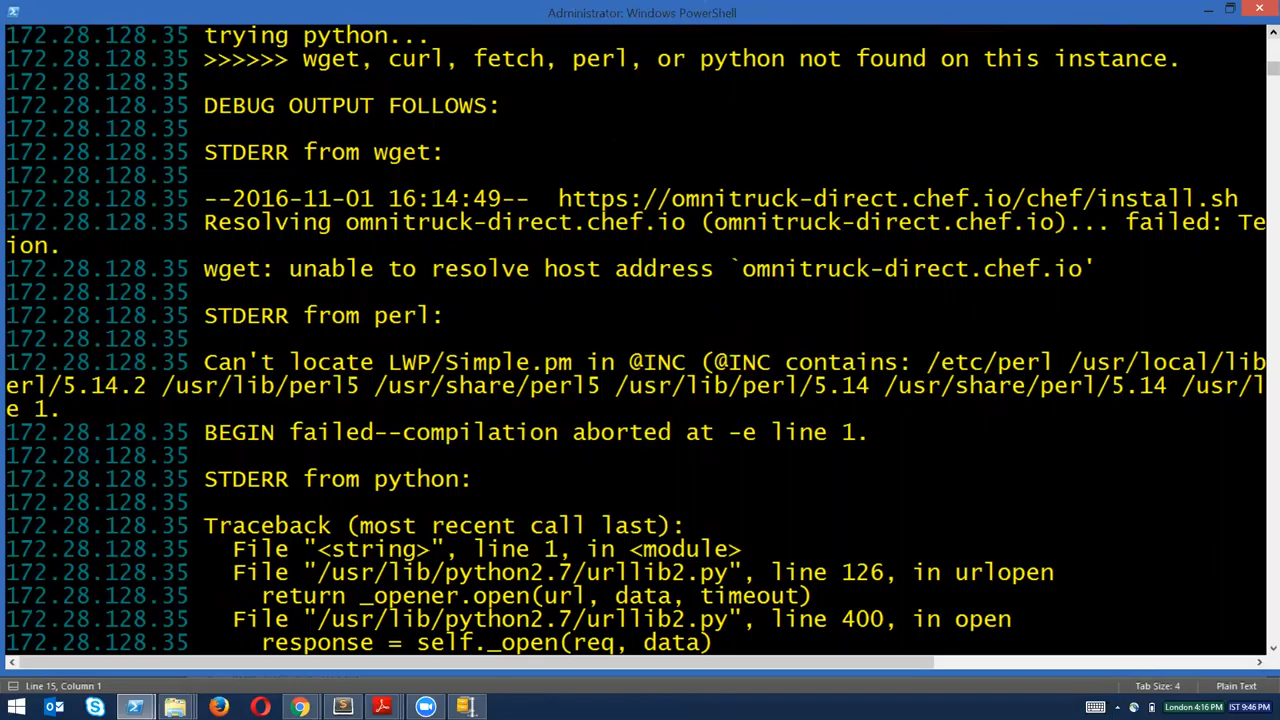 Administrator: Windows PowerShell
172.28.128.35 trying python...
172.28.128.35 >>>>>> wget, curl, fetch, perl, or python not found on this instance.
172.28.128.35
172.28.128.35 DEBUG OUTPUT FOLLOWS:
172.28.128.35
172.28.128.35 STDERR from wget:
172.28.128.35
172.28.128.35 --2016-11-01 16:14:49--  https://omnitruck-direct.chef.io/chef/install.sh
172.28.128.35 Resolving omnitruck-direct.chef.io (omnitruck-direct.chef.io)... failed: Te
ion.
172.28.128.35 wget: unable to resolve host address `omnitruck-direct.chef.io'
172.28.128.35
172.28.128.35 STDERR from perl:
172.28.128.35
172.28.128.35 Can't locate LWP/Simple.pm in @INC (@INC contains: /etc/perl /usr/local/lib
erl/5.14.2 /usr/lib/perl5 /usr/share/perl5 /usr/lib/perl/5.14 /usr/share/perl/5.14 /usr/l
e 1.
172.28.128.35 BEGIN failed--compilation aborted at -e line 1.
172.28.128.35
172.28.128.35 STDERR from python:
172.28.128.35
172.28.128.35 Traceback (most recent call last):
172.28.128.35   File "<string>", line 1, in <module>
172.28.128.35   File "/usr/lib/python2.7/urllib2.py", line 126, in urlopen
172.28.128.35     return _opener.open(url, data, timeout)
172.28.128.35   File "/usr/lib/python2.7/urllib2.py", line 400, in open
172.28.128.35     response = self._open(req, data)
Line 15, Column 1 Tab Size: 4 Plain Text
London 4:16 PM IST 9:46 PM